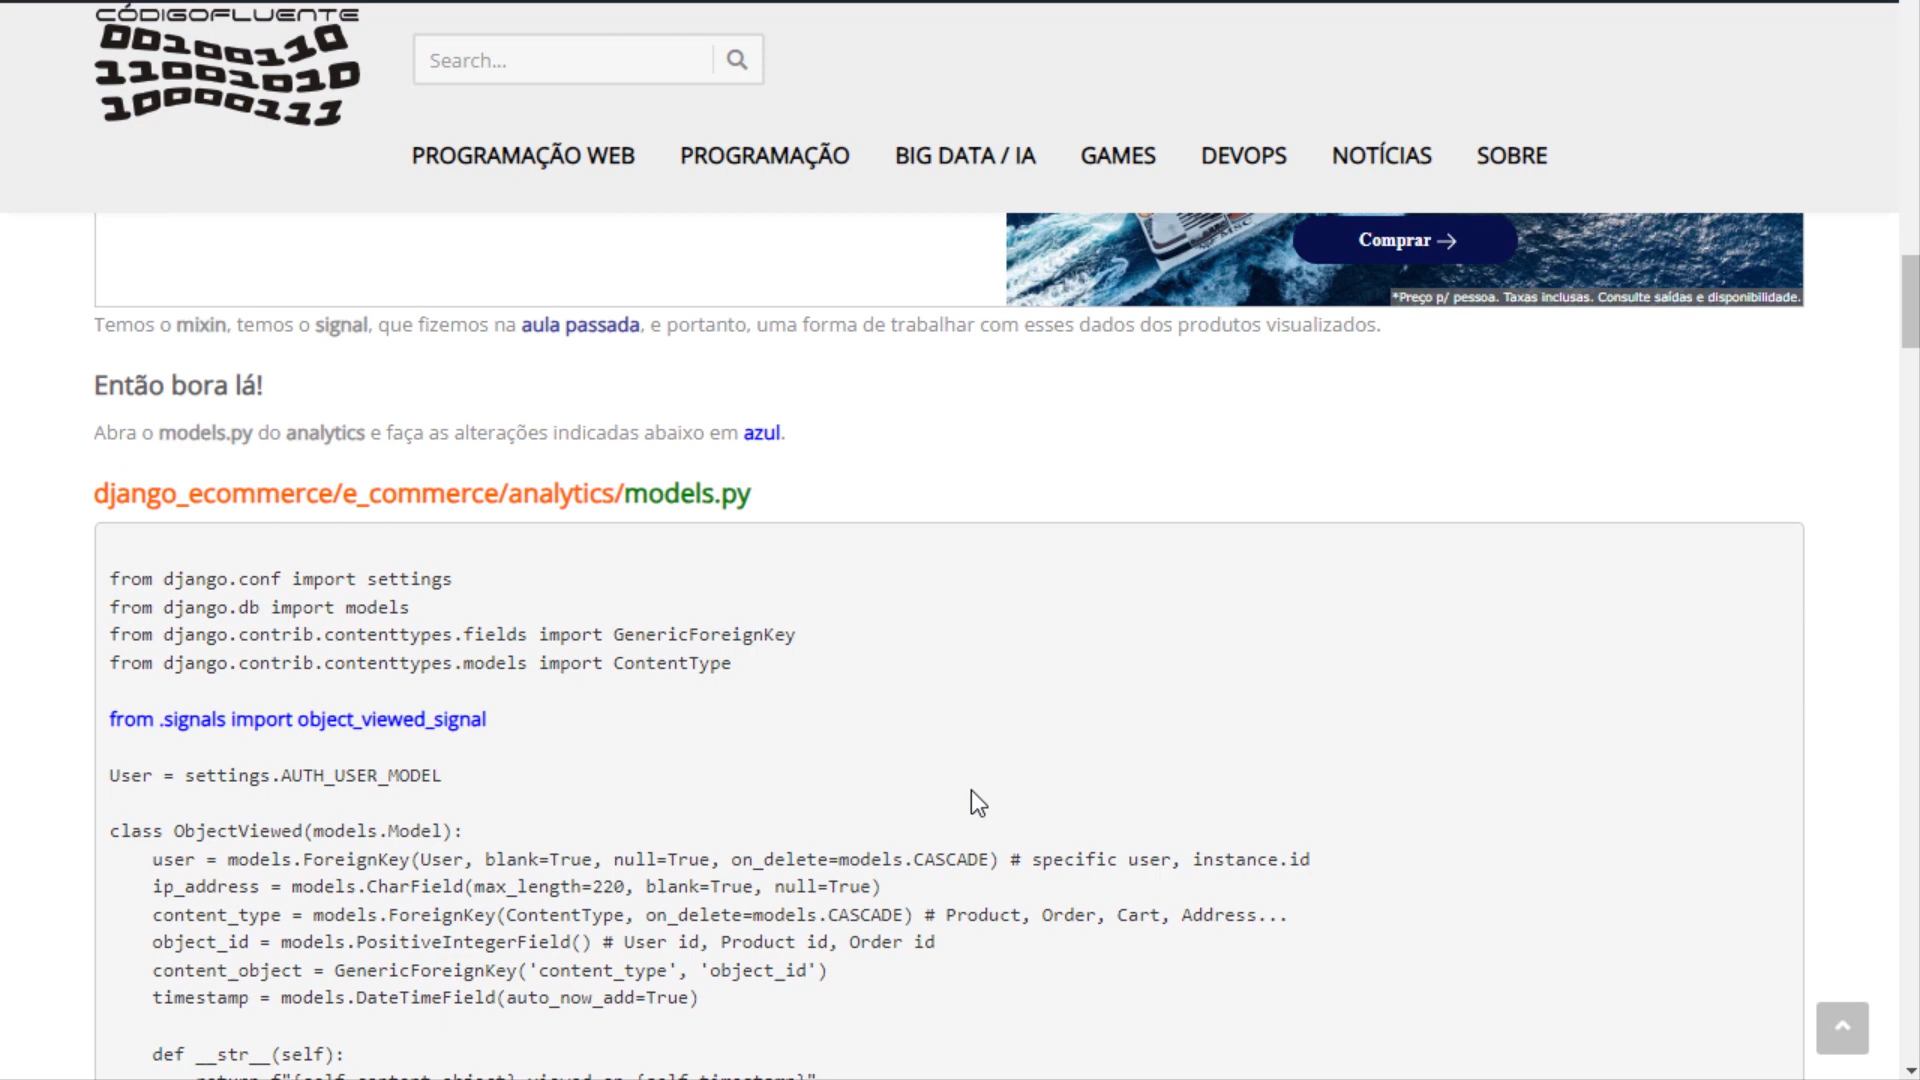 CÓDIGOFLUENTE
00100110
11001010
10000111
Search...
PROGRAMAÇÃO WEB PROGRAMAÇÃO BIG DATA / IA GAMES DEVOPS NOTÍCIAS SOBRE
Comprar →
*Preço p/ pessoa. Taxas inclusas. Consulte saídas e disponibilidade.
Temos o mixin, temos o signal, que fizemos na aula passada, e portanto, uma forma de trabalhar com esses dados dos produtos visualizados.
Então bora lá!
Abra o models.py do analytics e faça as alterações indicadas abaixo em azul.
django_ecommerce/e_commerce/analytics/models.py
from django.conf import settings
from django.db import models
from django.contrib.contenttypes.fields import GenericForeignKey
from django.contrib.contenttypes.models import ContentType
from .signals import object_viewed_signal
User = settings.AUTH_USER_MODEL
class ObjectViewed(models.Model):
    user = models.ForeignKey(User, blank=True, null=True, on_delete=models.CASCADE) # specific user, instance.id
    ip_address = models.CharField(max_length=220, blank=True, null=True)
    content_type = models.ForeignKey(ContentType, on_delete=models.CASCADE) # Product, Order, Cart, Address...
    object_id = models.PositiveIntegerField() # User id, Product id, Order id
    content_object = GenericForeignKey('content_type', 'object_id')
    timestamp = models.DateTimeField(auto_now_add=True)
    def __str__(self):
        return f"{self.content_object} viewed on {self.timestamp}"